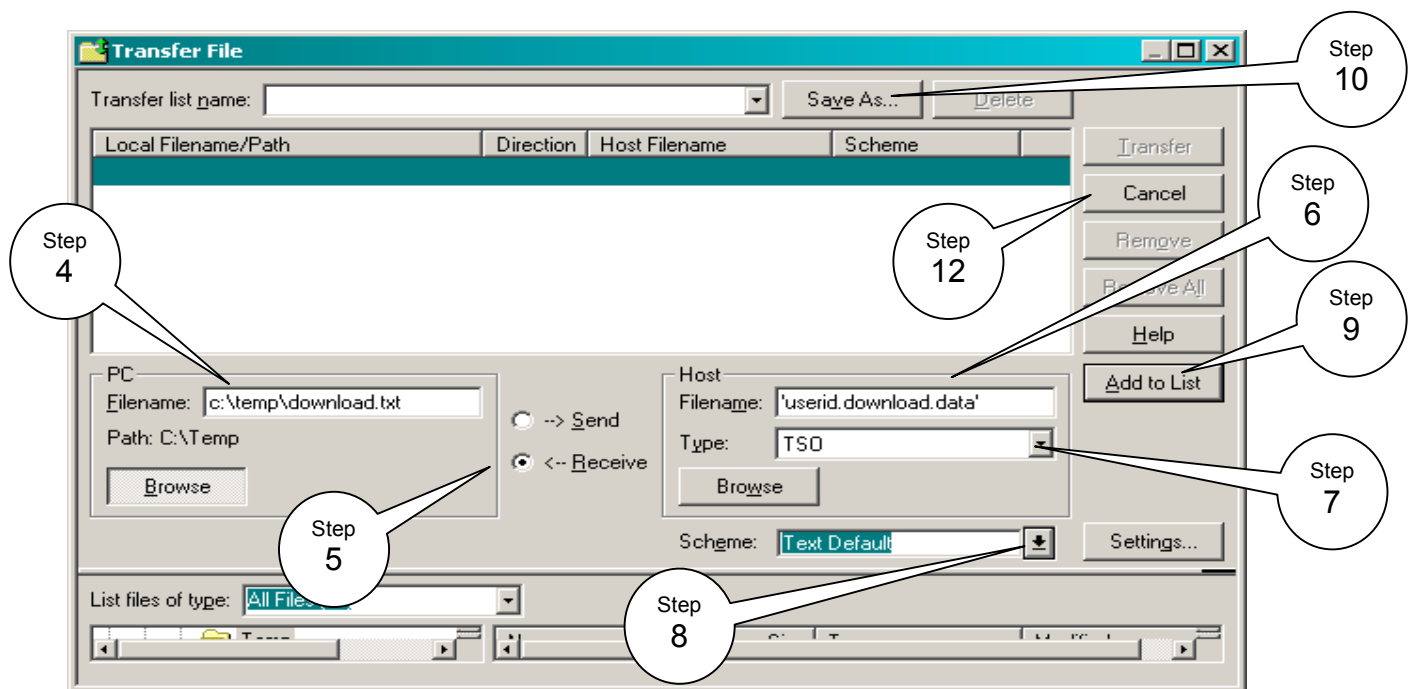 Transfer File
Step 10
Transfer list name:
Save As...
Delete
Local Filename/Path Direction Host Filename Scheme
Transfer
Cancel
Step 6
Step 4
Step 12
Remove
Remove All
Step 9
Help
PC
Host
Add to List
Filename: c:\temp\download.txt
Filename: 'userid.download.data'
--> Send
Path: C:\Temp
Type: TSO
<-- Receive
Browse
Browse
Step 7
Step 5
Scheme: Text Default
Settings...
List files of type: All Files
Step 8
Temp